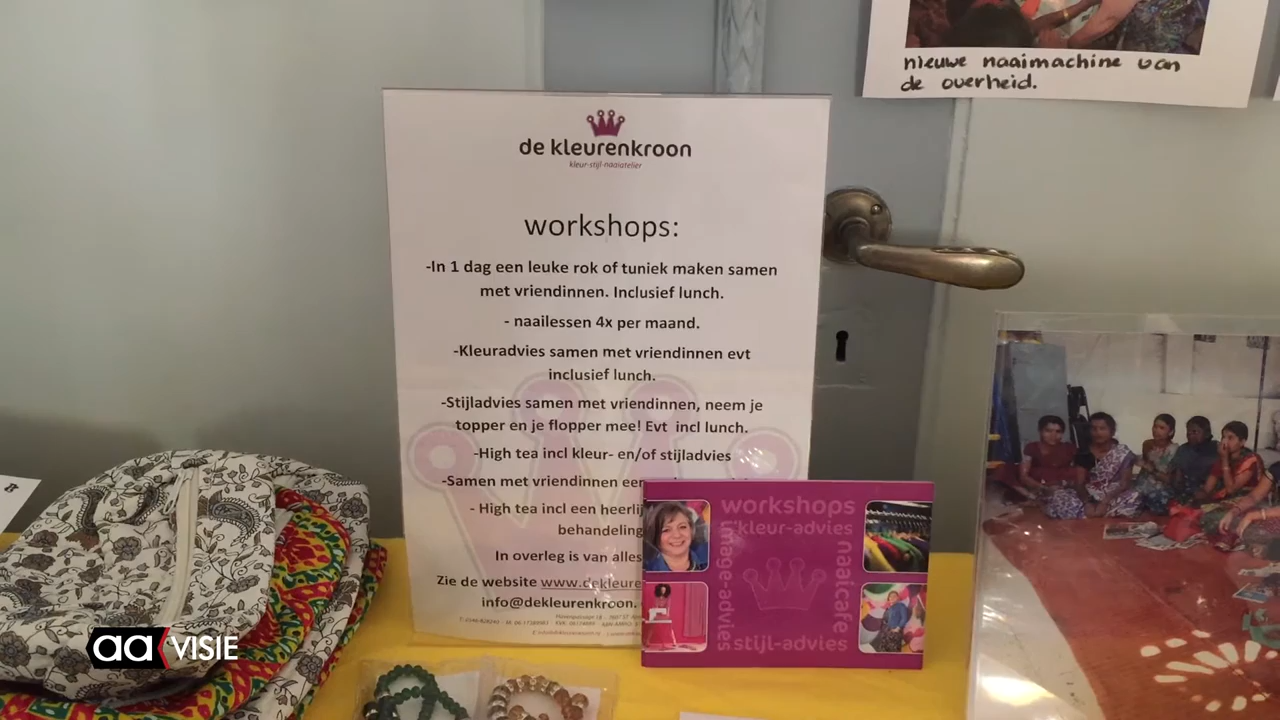 nieuwe naaimachine van
de overheid.
de kleurenkroon
kleur-stijl-naaiatelier
workshops:
-In 1 dag een leuke rok of tuniek maken samen
met vriendinnen. Inclusief lunch.
- naailessen 4x per maand.
-Kleuradvies samen met vriendinnen evt
inclusief lunch.
-Stijladvies samen met vriendinnen, neem je
topper en je flopper mee! Evt incl lunch.
-High tea incl kleur- en/of stijladvies
-Samen met vriendinnen een
- High tea incl een
behandeling
In overleg is van alles
Zie de website
info@dekleurenkroon.
workshops
kleur-advies
image-advies
naaicafe
stijl-advies
aa/VISIE